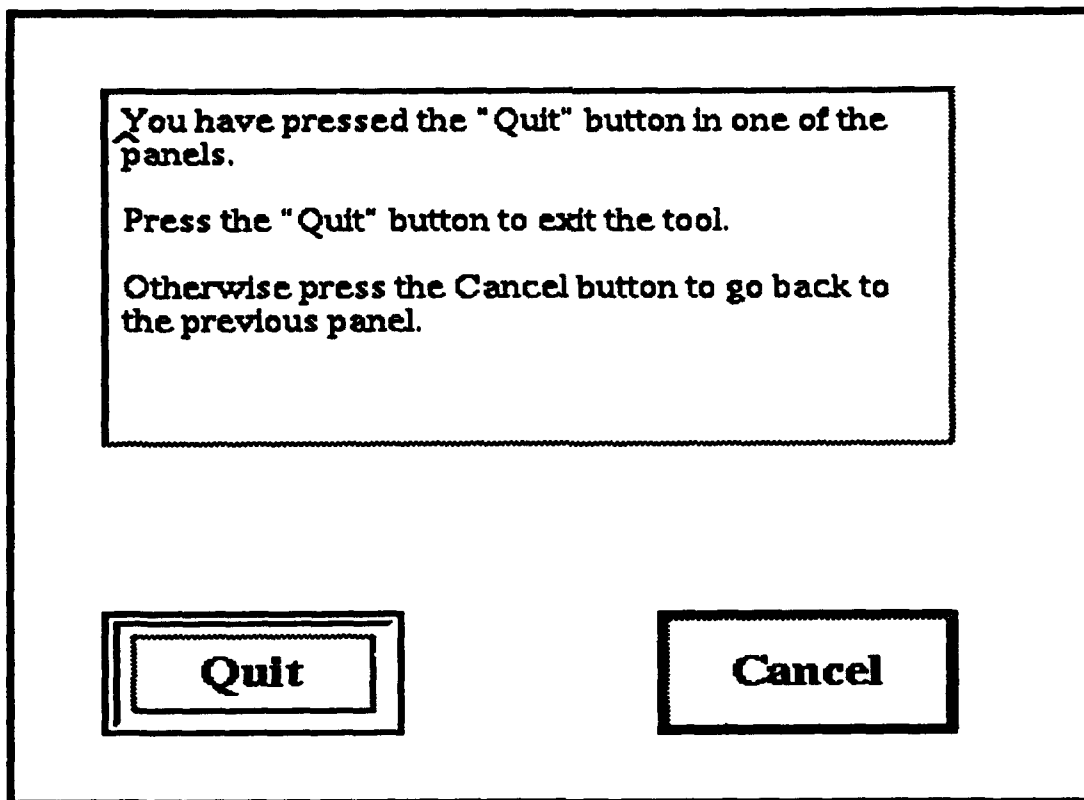 You have pressed the "Quit" button in one of the
panels.
Press the "Quit" button to exit the tool.
Otherwise press the Cancel button to go back to
the previous panel.
Quit
Cancel